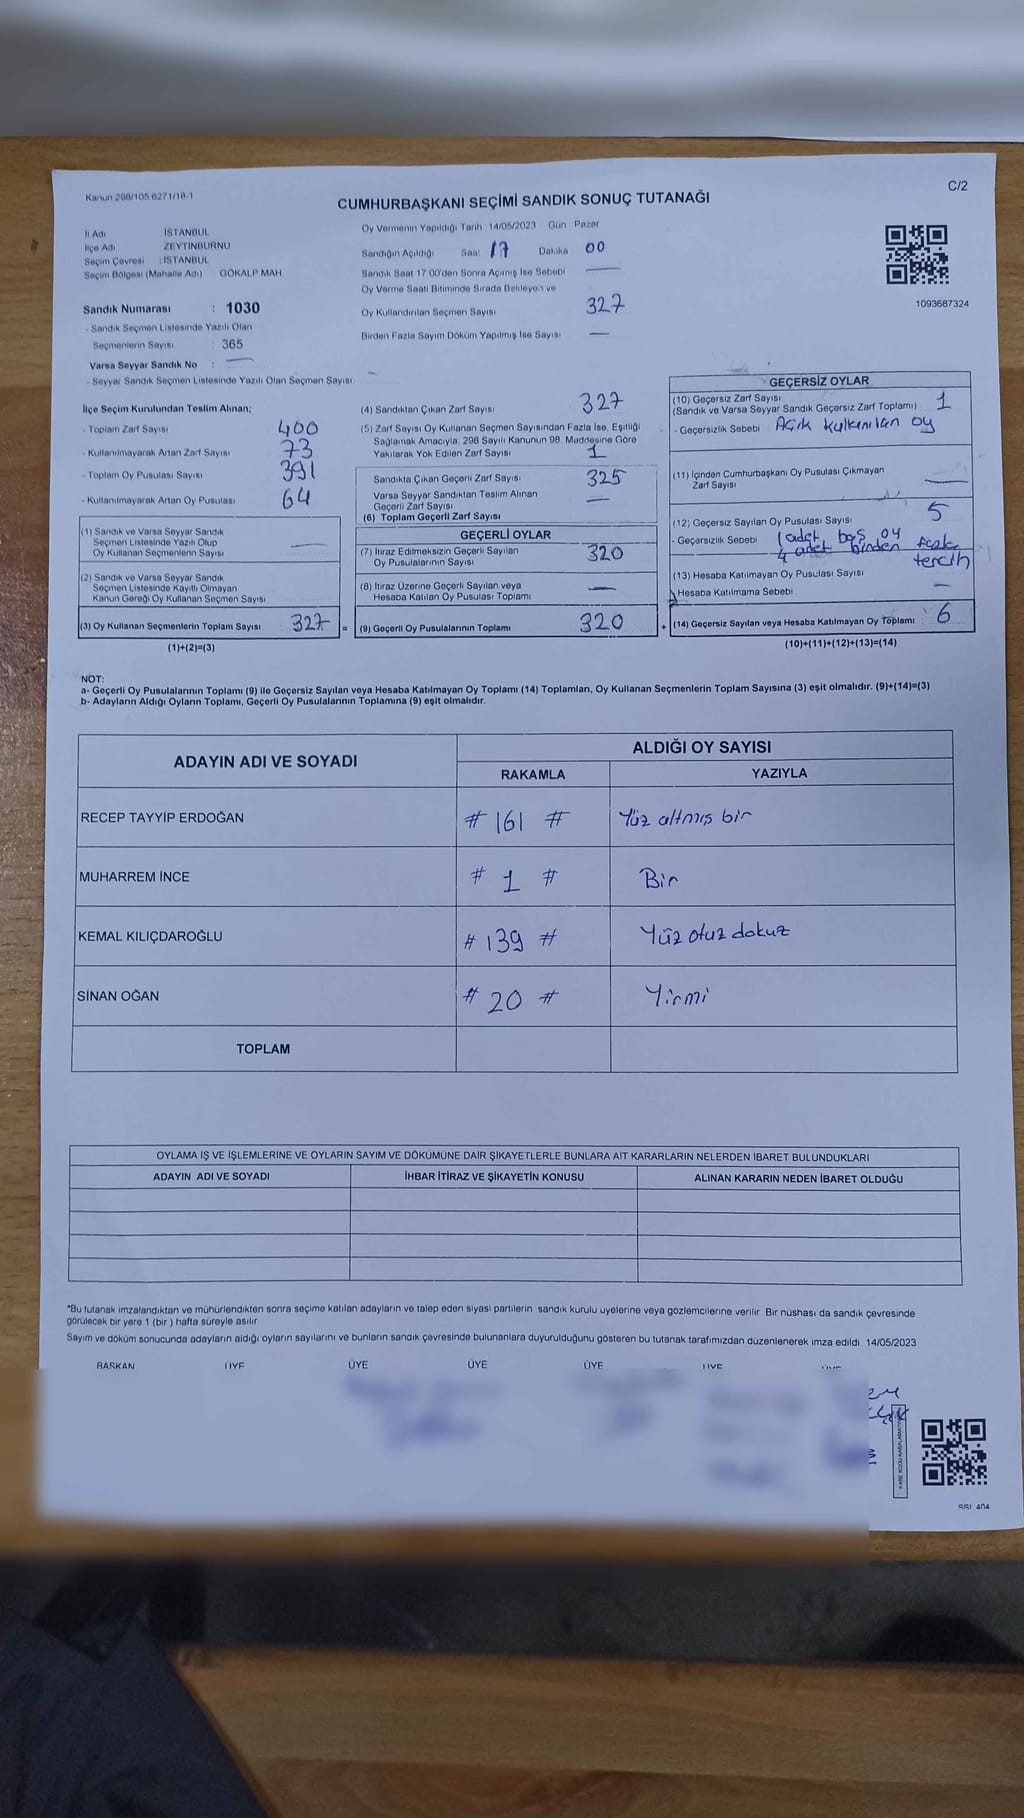 Kanun 298/105 6271/18-1
C/2
CUMHURBAŞKANI SEÇİMİ SANDIK SONUÇ TUTANAĞI
İl Adı İSTANBUL
İlçe Adı ZEYTİNBURNU
Seçim Çevresi : İSTANBUL
Seçim Bölgesi (Mahalle Adı) GÖKALP MAH
Sandık Numarası : 1030
- Sandık Seçmen Listesinde Yazılı Olan
Seçmenlerin Sayısı : 365
Varsa Seyyar Sandık No :
- Seyyar Sandık Seçmen Listesinde Yazılı Olan Seçmen Sayısı
Oy Vermenin Yapıldığı Tarih :14/05/2023 Gün Pazar
Sandığın Açıldığı Saat 17 Dakika 00
Sandık Saat 17.00'den Sonra Açılmış İse Sebebi
Oy Verme Saati Bitiminde Sırada Bekleyen ve
Oy Kullandırılan Seçmen Sayısı 327
Birden Fazla Sayım Döküm Yapılmış İse Sayısı
1093687324
İlçe Seçim Kurulundan Teslim Alınan;
- Toplam Zarf Sayısı 400
- Kullanılmayarak Artan Zarf Sayısı 73
- Toplam Oy Pusulası Sayısı 391
- Kullanılmayarak Artan Oy Pusulası 64
(1) Sandık ve Varsa Seyyar Sandık
Seçmen Listesinde Yazılı Olup
Oy Kullanan Seçmenlerin Sayısı
(2) Sandık ve Varsa Seyyar Sandık
Seçmen Listesinde Kayıtlı Olmayan
Kanun Gereği Oy Kullanan Seçmen Sayısı
(3) Oy Kullanan Seçmenlerin Toplam Sayısı 327 =
(1)+(2)=(3)
(4) Sandıktan Çıkan Zarf Sayısı 327
(5) Zarf Sayısı Oy Kullanan Seçmen Sayısından Fazla İse, Eşitliği
Sağlamak Amacıyla, 298 Sayılı Kanunun 98. Maddesine Göre
Yakılarak Yok Edilen Zarf Sayısı 1
Sandıkta Çıkan Geçerli Zarf Sayısı 325
Varsa Seyyar Sandıktan Teslim Alınan
Geçerli Zarf Sayısı
(6) Toplam Geçerli Zarf Sayısı
GEÇERLİ OYLAR
(7) İtiraz Edilmeksizin Geçerli Sayılan
Oy Pusulalarının Sayısı 320
(8) İtiraz Üzerine Geçerli Sayılan veya
Hesaba Katılan Oy Pusulası Toplamı
(9) Geçerli Oy Pusulalarının Toplamı 320 +
GEÇERSİZ OYLAR
(10) Geçersiz Zarf Sayısı 1
(Sandık ve Varsa Seyyar Sandık Geçersiz Zarf Toplamı)
- Geçersizlik Sebebi Açık kullanılan oy
(11) İçinden Cumhurbaşkanı Oy Pusulası Çıkmayan
Zarf Sayısı
(12) Geçersiz Sayılan Oy Pusulası Sayısı 5
- Geçersizlik Sebebi 1 adet boş oy
4 adet birden fazla
tercih
(13) Hesaba Katılmayan Oy Pusulası Sayısı
Hesaba Katılmama Sebebi
(14) Geçersiz Sayılan veya Hesaba Katılmayan Oy Toplamı : 6
(10)+(11)+(12)+(13)=(14)
NOT:
a- Geçerli Oy Pusulalarının Toplamı (9) ile Geçersiz Sayılan veya Hesaba Katılmayan Oy Toplamı (14) Toplamları, Oy Kullanan Seçmenlerin Toplam Sayısına (3) eşit olmalıdır. (9)+(14)=(3)
b- Adayların Aldığı Oyların Toplamı, Geçerli Oy Pusulalarının Toplamına (9) eşit olmalıdır.
ADAYIN ADI VE SOYADI ALDIĞI OY SAYISI
RAKAMLA YAZIYLA
RECEP TAYYİP ERDOĞAN # 161 # Yüz altmış bir
MUHARREM İNCE # 1 # Bir
KEMAL KILIÇDAROĞLU # 139 # Yüz otuz dokuz
SİNAN OĞAN # 20 # Yirmi
TOPLAM
OYLAMA İŞ VE İŞLEMLERİNE VE OYLARIN SAYIM VE DÖKÜMÜNE DAİR ŞİKAYETLERLE BUNLARA AİT KARARLARIN NELERDEN İBARET BULUNDUKLARI
ADAYIN ADI VE SOYADI İHBAR İTİRAZ VE ŞİKAYETİN KONUSU ALINAN KARARIN NEDEN İBARET OLDUĞU
*Bu tutanak imzalandıktan ve mühürlendikten sonra seçime katılan adayların ve talep eden siyasi partilerin sandık kurulu üyelerine veya gözlemcilerine verilir. Bir nüshası da sandık çevresinde
görülecek bir yere 1 (bir) hafta süreyle asılır.
Sayım ve döküm sonucunda adayların aldığı oyların sayılarını ve bunların sandık çevresinde bulunanlara duyurulduğunu gösteren bu tutanak tarafımızdan düzenlenerek imza edildi. 14/05/2023
BAŞKAN ÜYE ÜYE ÜYE ÜYE ÜYE ÜYE